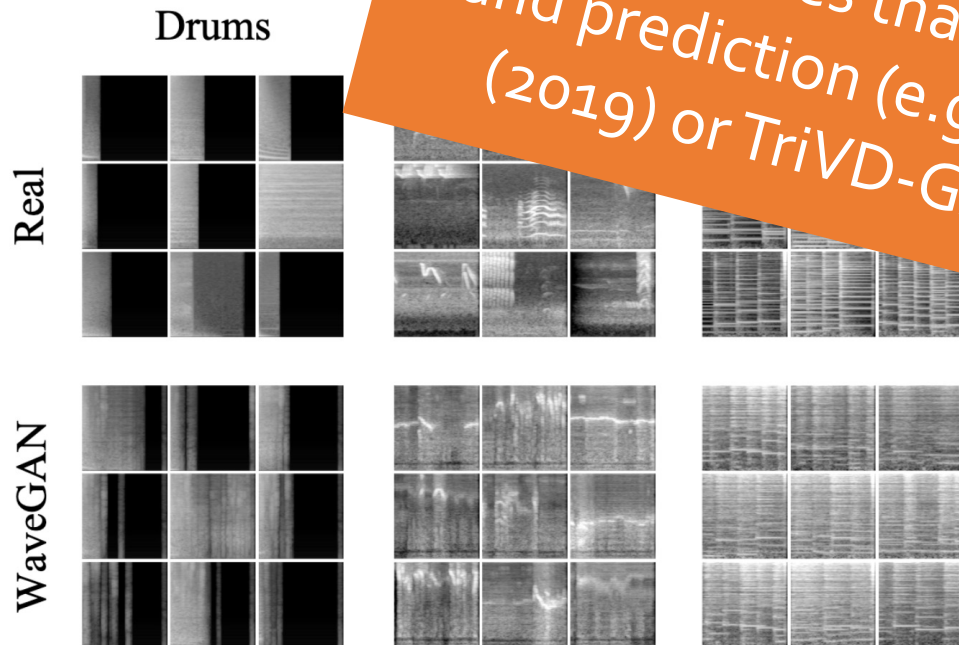 Drums
and prediction (e.g
(2019) or TriVD-G
Real
WaveGAN